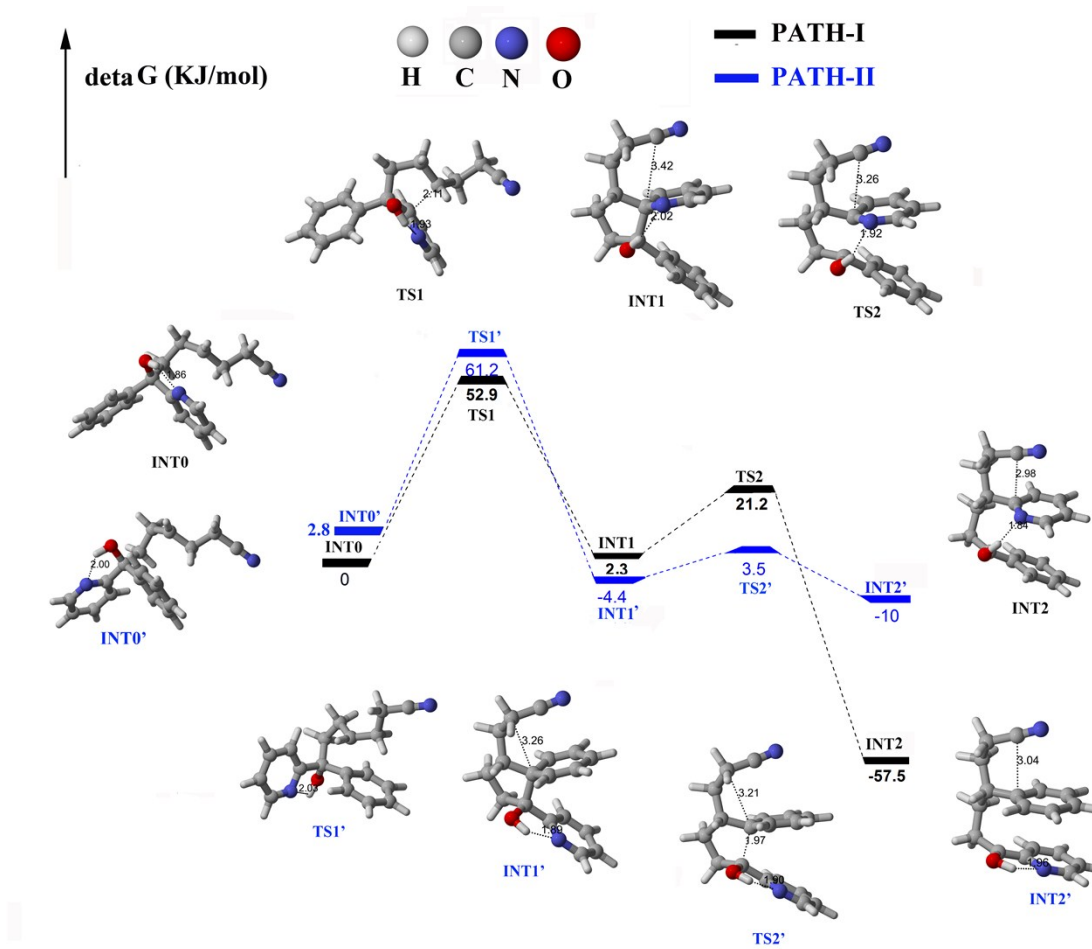 deta G (KJ/mol)
H C N O
PATH-I
PATH-II
2.11
1.93
TS1
3.42
2.02
INT1
3.26
1.92
TS2
1.86
INT0
2.00
INT0’
TS1’
61.2
52.9
TS1
2.8
INT0’
INT0
0
INT1
2.3
-4.4
INT1’
TS2
21.2
3.5
TS2’
INT2’
-10
INT2
-57.5
2.98
1.84
INT2
2.04
TS1’
3.26
1.89
INT1’
3.21
1.97
1.90
TS2’
3.04
1.96
INT2’